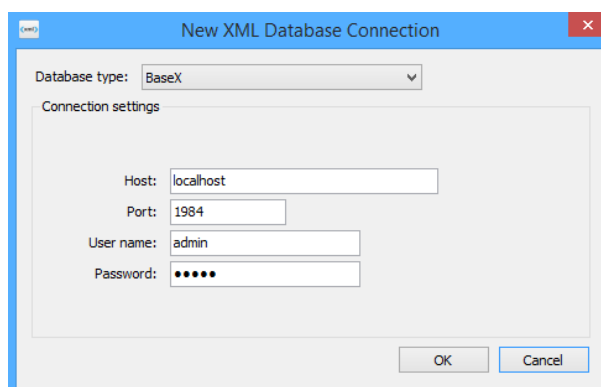 <xml>
New XML Database Connection
Database type: BaseX
Connection settings
Host: localhost
Port: 1984
User name: admin
Password: •••••
OK Cancel